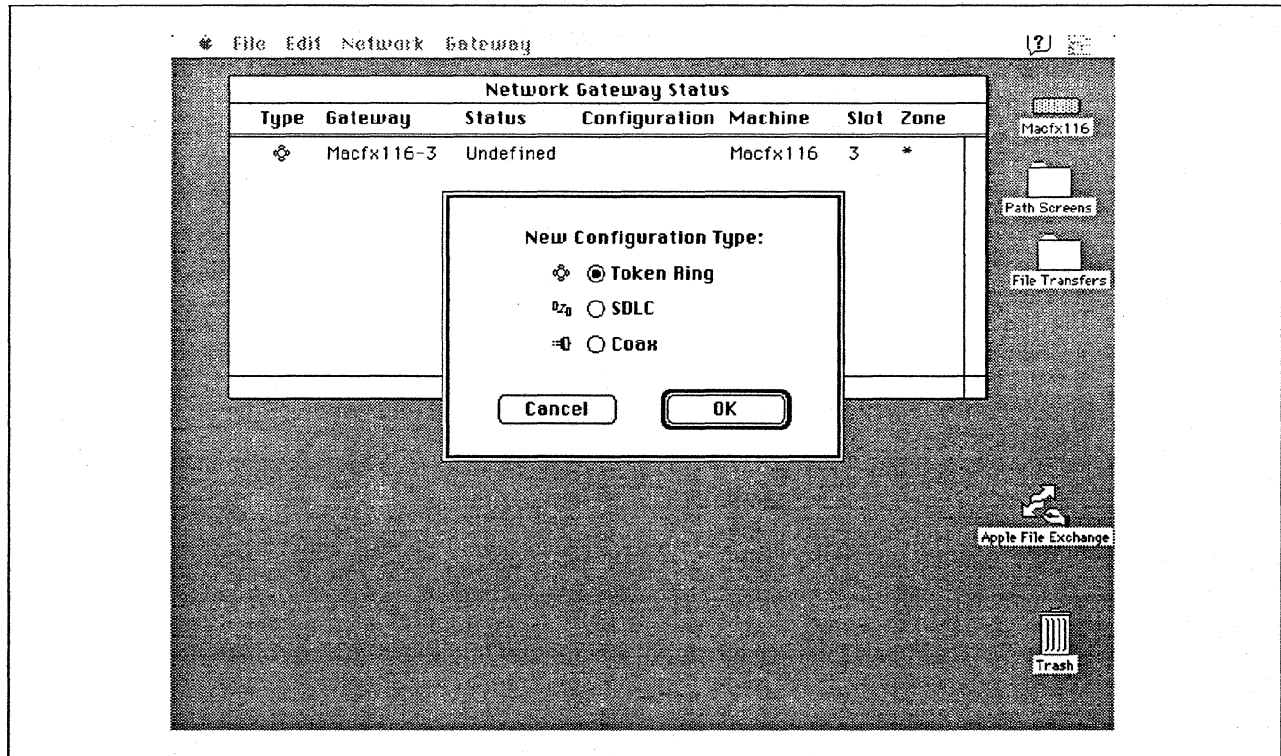 File Edit Network Gateway
Network Gateway Status
Type Gateway Status Configuration Machine Slot Zone
Macfx116-3 Undefined Macfx116 3 *
New Configuration Type:
Token Ring
SDLC
Coax
Cancel OK
Macfx116
Path Screens
File Transfers
Apple File Exchange
Trash